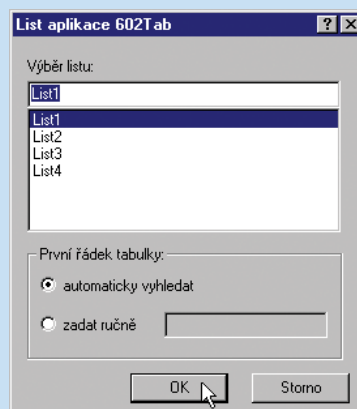 List aplikace 602Tab
Výběr listu:
List1
List1
List2
List3
List4
První řádek tabulky:
automaticky vyhledat
zadat ručně
OK
Storno